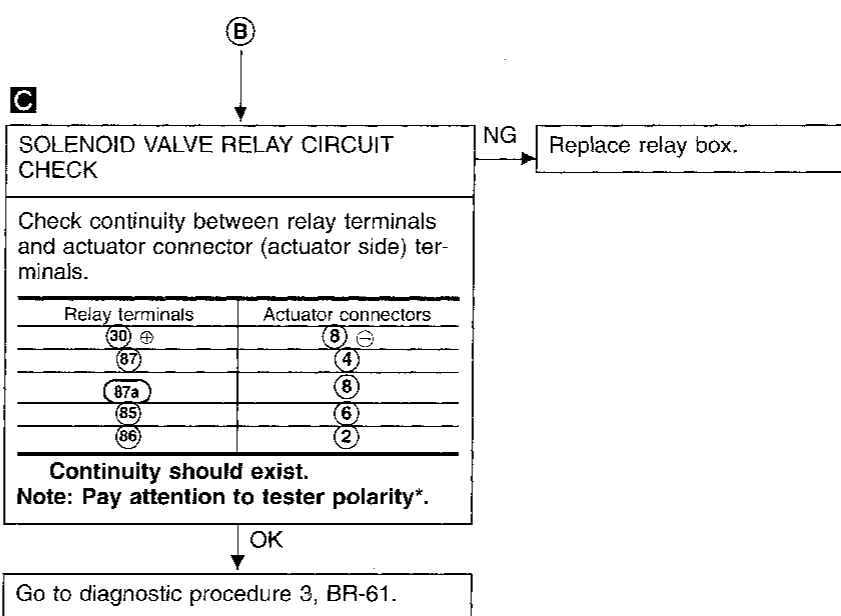 B
C
SOLENOID VALVE RELAY CIRCUIT
CHECK
NG
Replace relay box.
Check continuity between relay terminals
and actuator connector (actuator side) ter-
minals.
Relay terminals Actuator connectors
30 ⊕ 8 ⊖
87 4
87a 8
85 6
86 2
Continuity should exist.
Note: Pay attention to tester polarity*.
OK
Go to diagnostic procedure 3, BR-61.